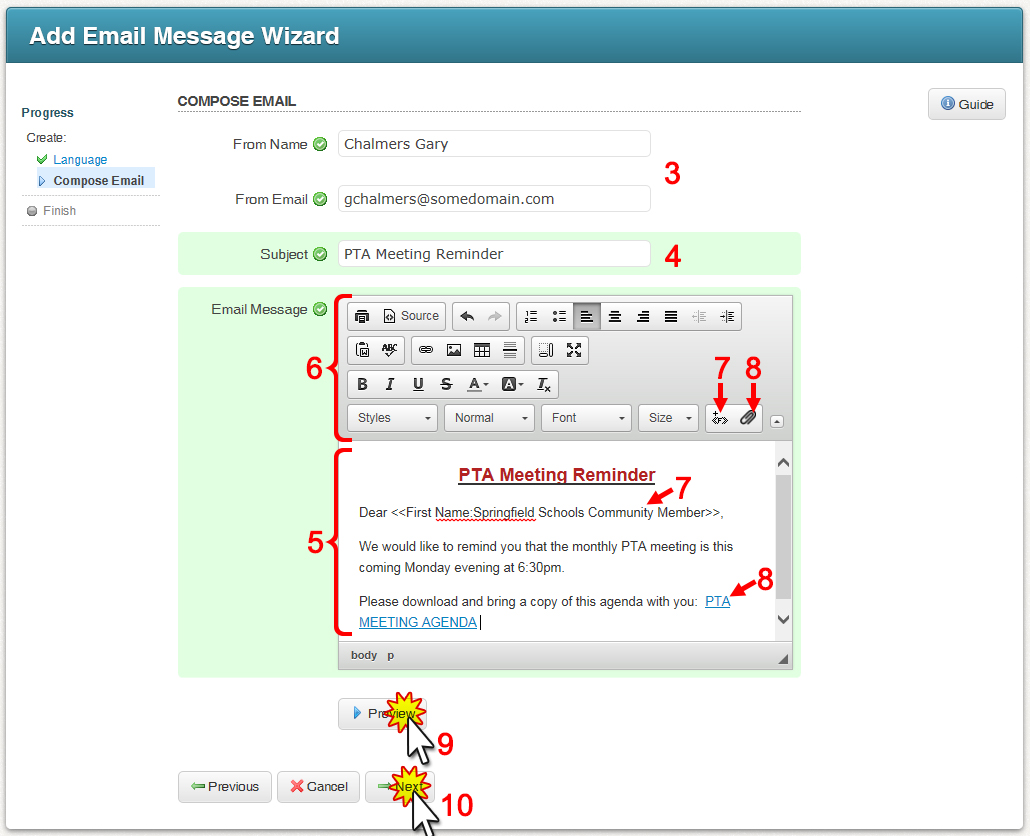 Add Email Message Wizard
Progress
Create:
Language
Compose Email
Finish
COMPOSE EMAIL
Guide
From Name Chalmers Gary
3
From Email gchalmers@somedomain.com
Subject PTA Meeting Reminder 4
Email Message
6
Source
ABC
7 8
B I U S A A Tx
Styles Normal Font Size
5
PTA Meeting Reminder
7
Dear <<First Name:Springfield Schools Community Member>>,
We would like to remind you that the monthly PTA meeting is this
coming Monday evening at 6:30pm.
8
Please download and bring a copy of this agenda with you: PTA
MEETING AGENDA
body p
Preview
9
Previous Cancel Next
10